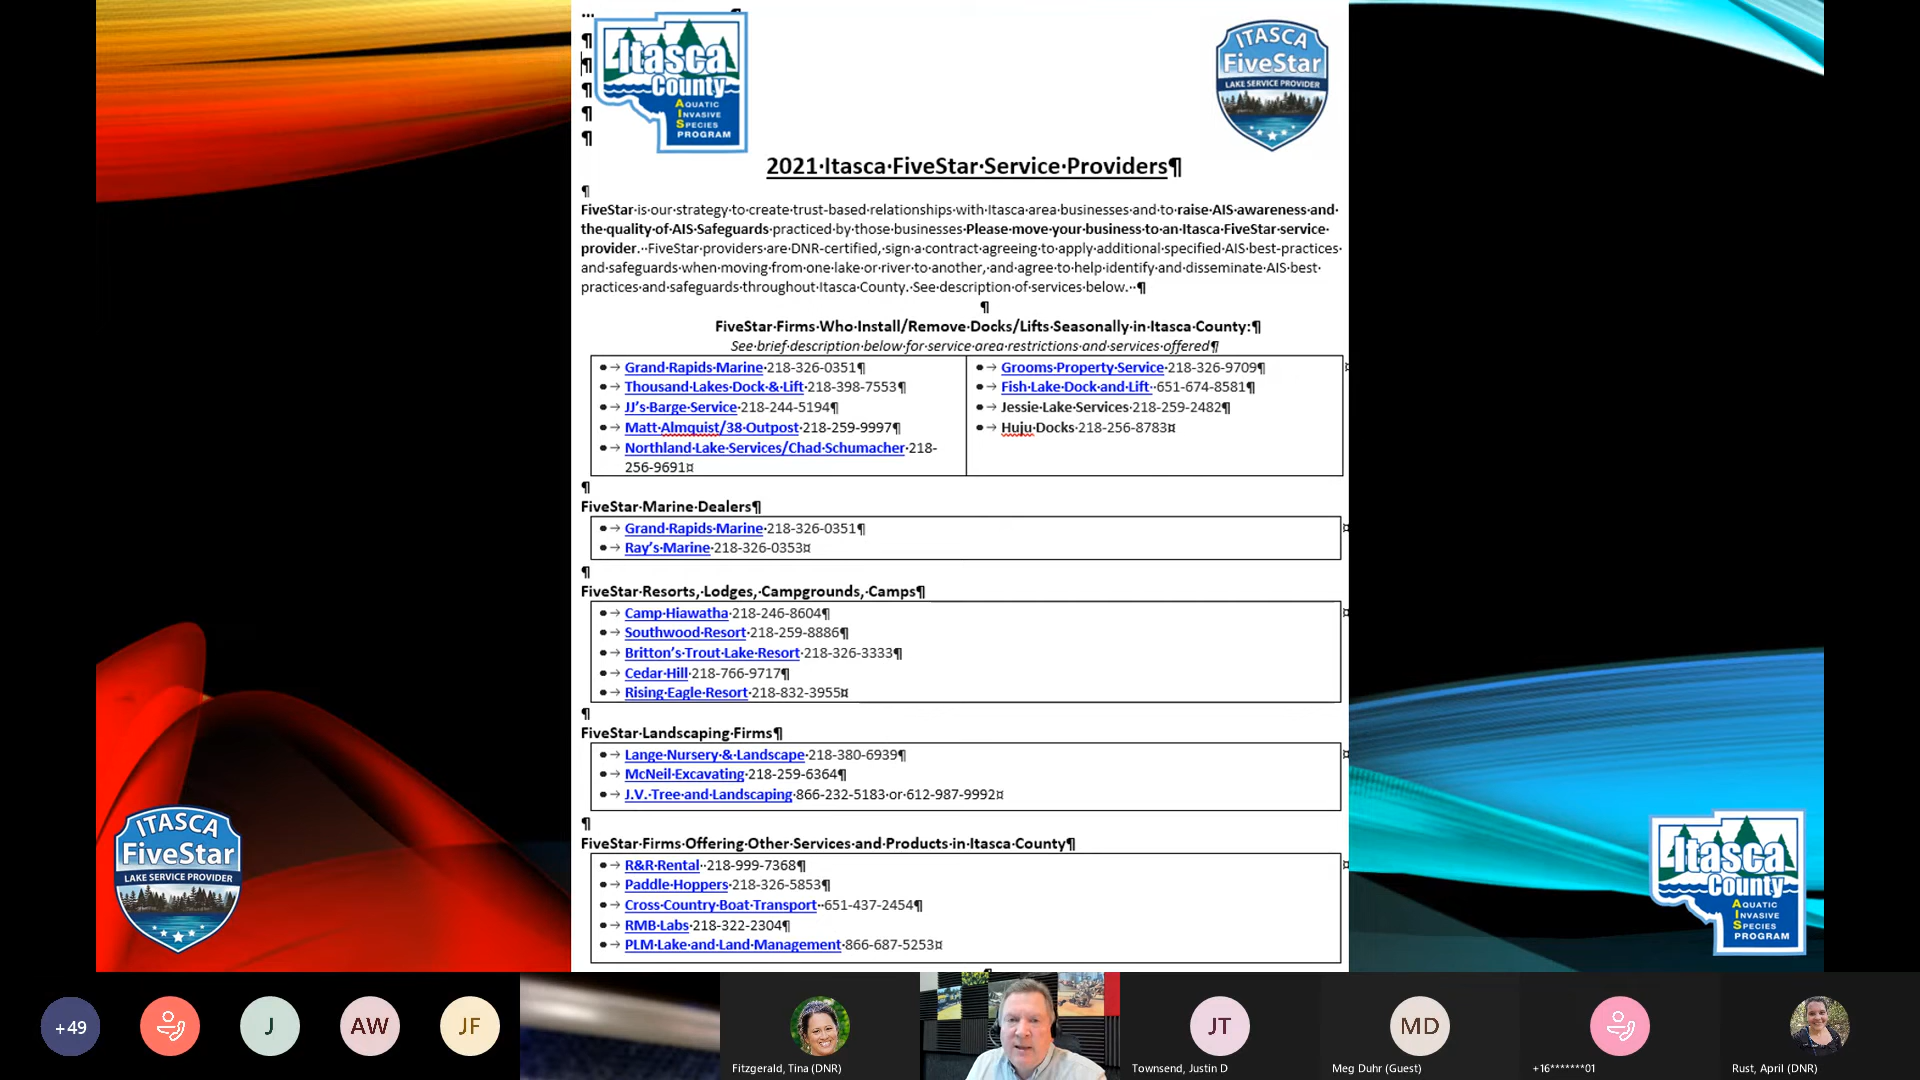 Itasca
County
AQUATIC
INVASIVE
SPECIES
PROGRAM
ITASCA
FiveStar
LAKE SERVICE PROVIDER
2021·Itasca·FiveStar·Service·Providers¶
¶
FiveStar·is·our·strategy·to·create·trust-based·relationships·with·Itasca·area·businesses·and·to·raise·AIS·awareness·and·
the·quality·of·AIS·Safeguards·practiced·by·those·businesses·Please·move·your·business·to·an·Itasca·FiveStar·service·
provider.··FiveStar·providers·are·DNR-certified,·sign·a·contract·agreeing·to·apply·additional·specified·AIS·best-practices·
and·safeguards·when·moving·from·one·lake·or·river·to·another,·and·agree·to·help·identify·and·disseminate·AIS·best·
practices·and·safeguards·throughout·Itasca·County.·See·description·of·services·below.··¶
¶
FiveStar·Firms·Who·Install/Remove·Docks/Lifts·Seasonally·in·Itasca·County:¶
See·brief·description·below·for·service·area·restrictions·and·services·offered¶
•→Grand·Rapids·Marine·218-326-0351¶
•→Thousand·Lakes·Dock·&·Lift·218-398-7553¶
•→JJ's·Barge·Service·218-244-5194¶
•→Matt·Almquist/38·Outpost·218-259-9997¶
•→Northland·Lake·Services/Chad·Schumacher·218-
256-9691¤
•→Grooms·Property·Service·218-326-9709¶
•→Fish·Lake·Dock·and·Lift··651-674-8581¶
•→Jessie·Lake·Services·218-259-2482¶
•→Huju·Docks·218-256-8783¤
¶
FiveStar·Marine·Dealers¶
•→Grand·Rapids·Marine·218-326-0351¶
•→Ray's·Marine·218-326-0353¤
¶
FiveStar·Resorts,·Lodges,·Campgrounds,·Camps¶
•→Camp·Hiawatha·218-246-8604¶
•→Southwood·Resort·218-259-8886¶
•→Britton's·Trout·Lake·Resort·218-326-3333¶
•→Cedar·Hill·218-766-9717¶
•→Rising·Eagle·Resort·218-832-3955¤
¶
FiveStar·Landscaping·Firms¶
•→Lange·Nursery·&·Landscape·218-380-6939¶
•→McNeil·Excavating·218-259-6364¶
•→J.V.·Tree·and·Landscaping·866-232-5183·or·612-987-9992¤
¶
FiveStar·Firms·Offering·Other·Services·and·Products·in·Itasca·County¶
•→R&R·Rental··218-999-7368¶
•→Paddle·Hoppers·218-326-5853¶
•→Cross·Country·Boat·Transport··651-437-2454¶
•→RMB·Labs·218-322-2304¶
•→PLM·Lake·and·Land·Management·866-687-5253¤
ITASCA
FiveStar
LAKE SERVICE PROVIDER
Itasca
County
AQUATIC
INVASIVE
SPECIES
PROGRAM
+49
J
AW
JF
JT
MD
Fitzgerald, Tina (DNR)
Townsend, Justin D
Meg Duhr (Guest)
+16*******01
Rust, April (DNR)